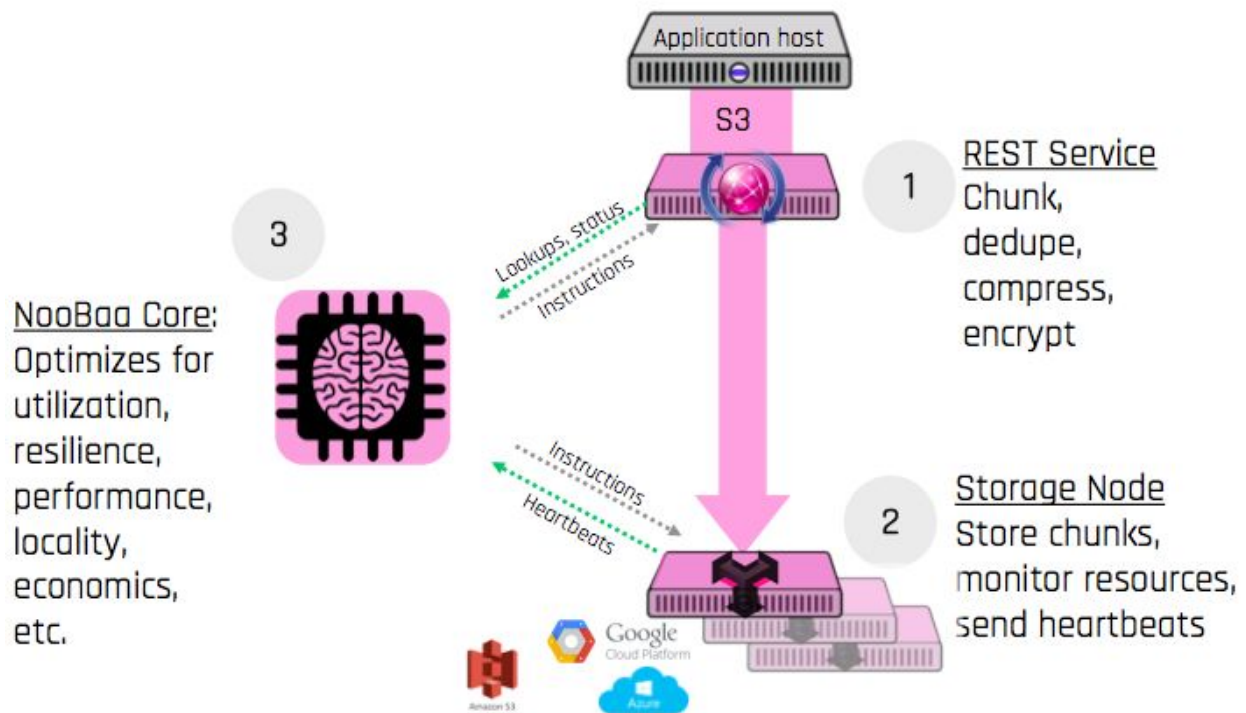 Application host
S3
1
REST Service
Chunk,
dedupe,
compress,
encrypt
3
Lookups, status
Instructions
NooBaa Core:
Optimizes for
utilization,
resilience,
performance,
locality,
economics,
etc.
Instructions
Heartbeats
2
Storage Node
Store chunks,
monitor resources,
send heartbeats
Google
Cloud Platform
Amazon S3
Azure